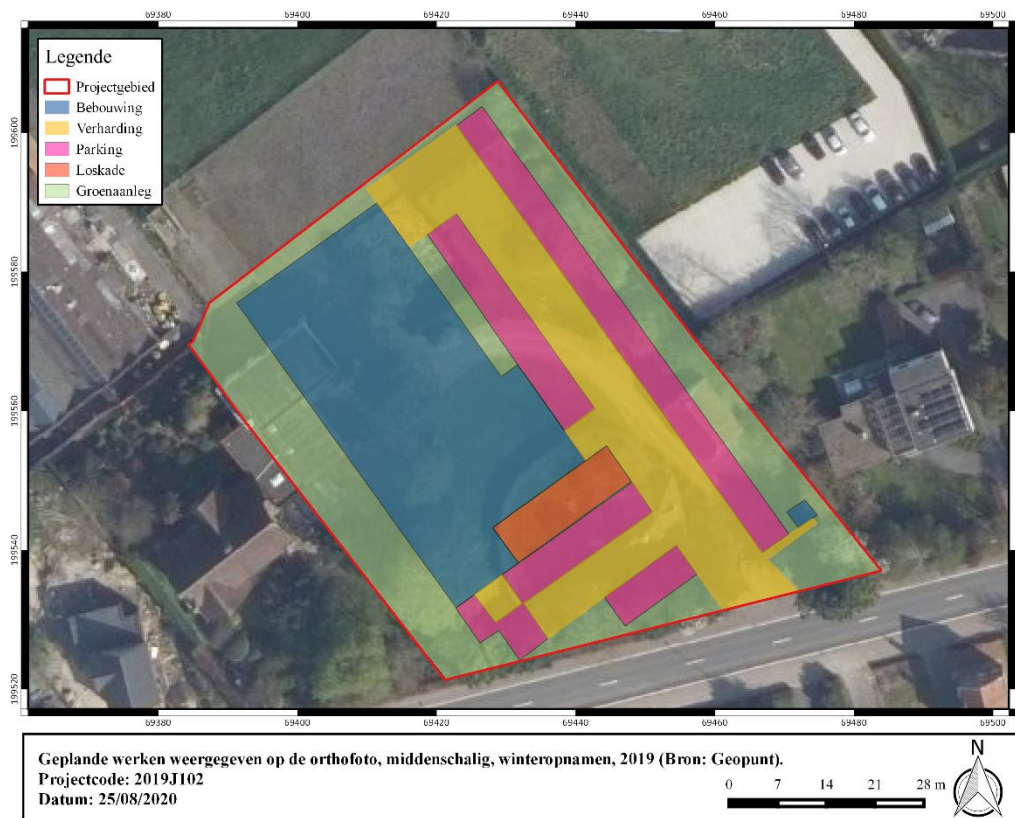 69380 69400 69420 69440 69460 69480 69500
Legende
Projectgebied
Bebouwing
Verharding
Parking
Loskade
Groenaanleg
199600
199580
199560
199540
199520
69380 69400 69420 69440 69460 69480 69500
Geplande werken weergegeven op de orthofoto, middenschalig, winteropnamen, 2019 (Bron: Geopunt).
Projectcode: 2019J102
Datum: 25/08/2020
N
0 7 14 21 28 m